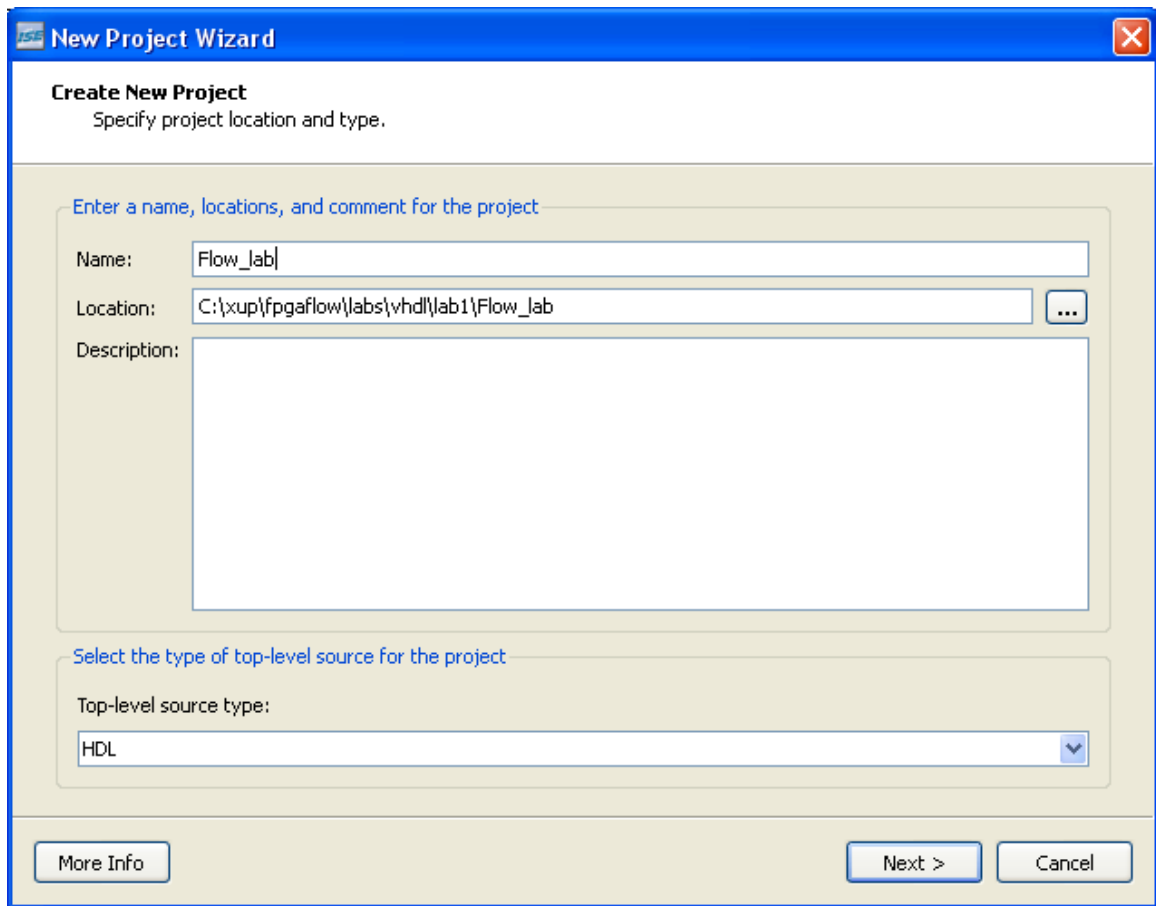 ISE New Project Wizard
Create New Project
Specify project location and type.
Enter a name, locations, and comment for the project
Name: Flow_lab
Location: C:\xup\fpgaflow\labs\vhdl\lab1\Flow_lab ...
Description:
Select the type of top-level source for the project
Top-level source type:
HDL
More Info Next > Cancel